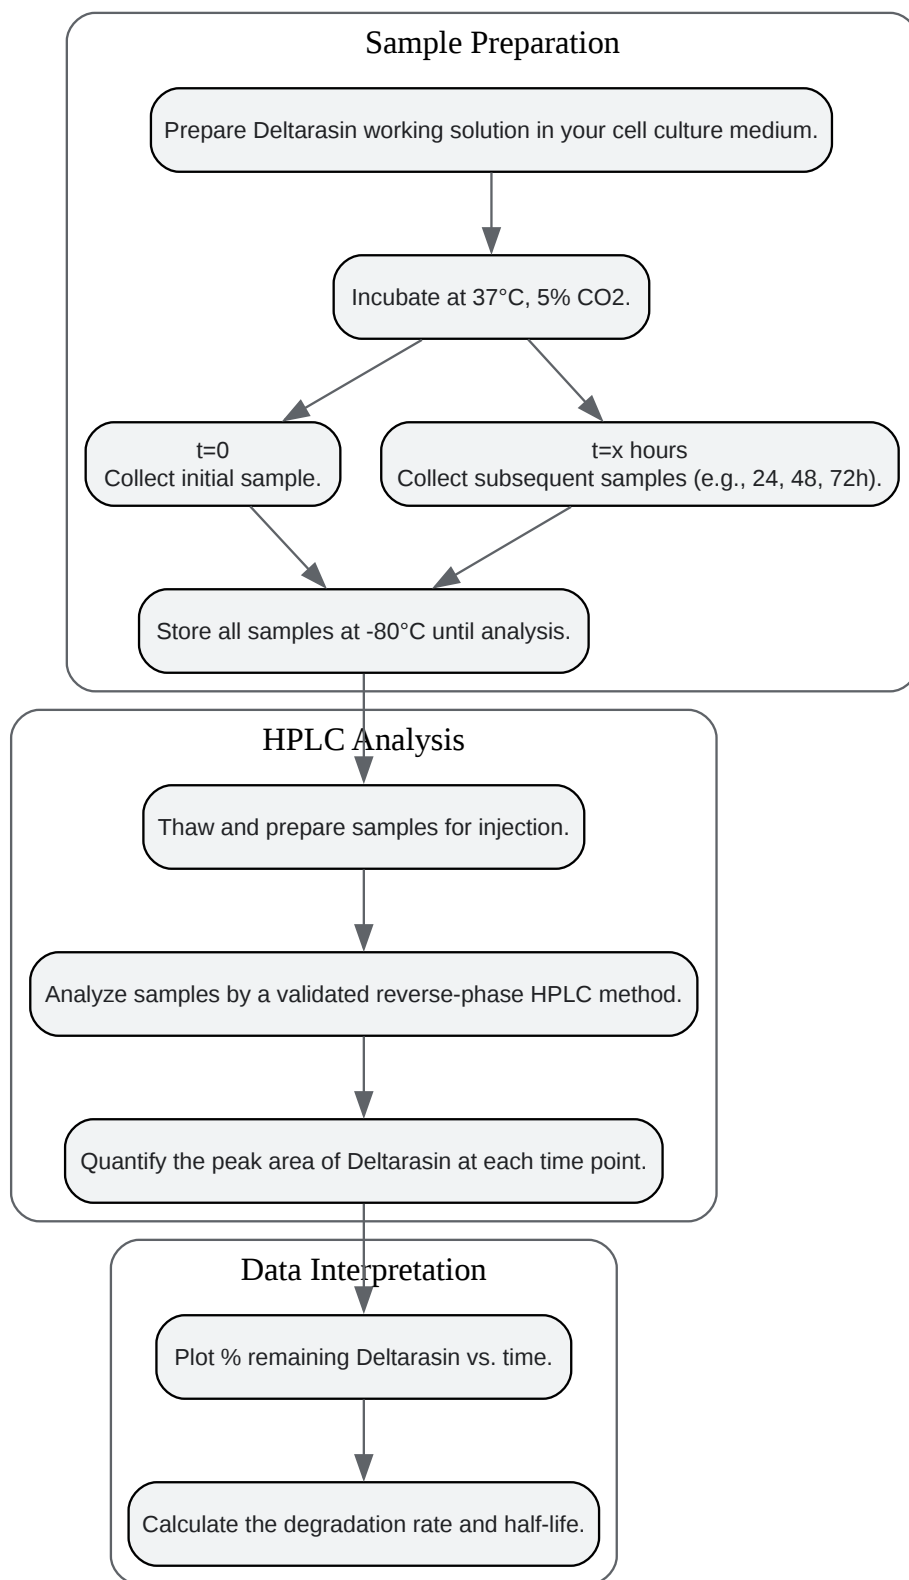 Sample Preparation
Prepare Deltarasin working solution in your cell culture medium.
Incubate at 37°C, 5% CO2.
t=0
Collect initial sample.
t=x hours
Collect subsequent samples (e.g., 24, 48, 72h).
Store all samples at -80°C until analysis.
HPLC Analysis
Thaw and prepare samples for injection.
Analyze samples by a validated reverse-phase HPLC method.
Quantify the peak area of Deltarasin at each time point.
Data Interpretation
Plot % remaining Deltarasin vs. time.
Calculate the degradation rate and half-life.